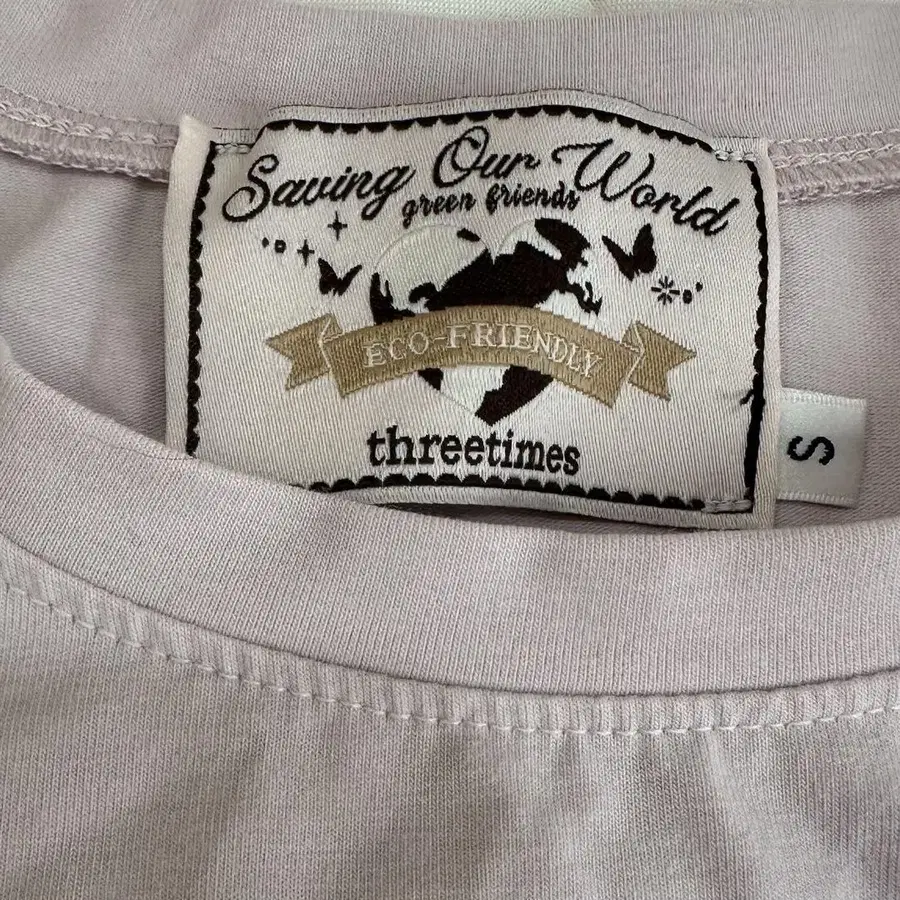 Saving Our World
green friends
ECO-FRIENDLY
threetimes
S